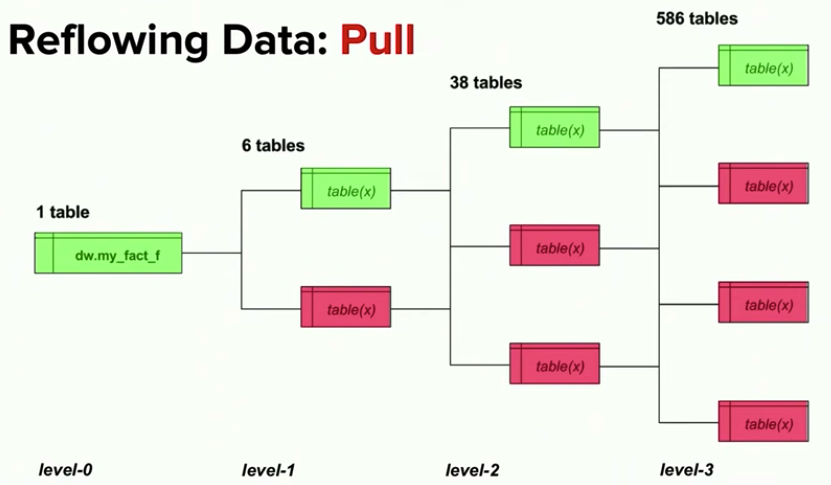 Reflowing Data: Pull
1 table
dw.my_fact_f
level-0
6 tables
table(x)
table(x)
level-1
38 tables
table(x)
table(x)
table(x)
level-2
586 tables
table(x)
table(x)
table(x)
table(x)
level-3